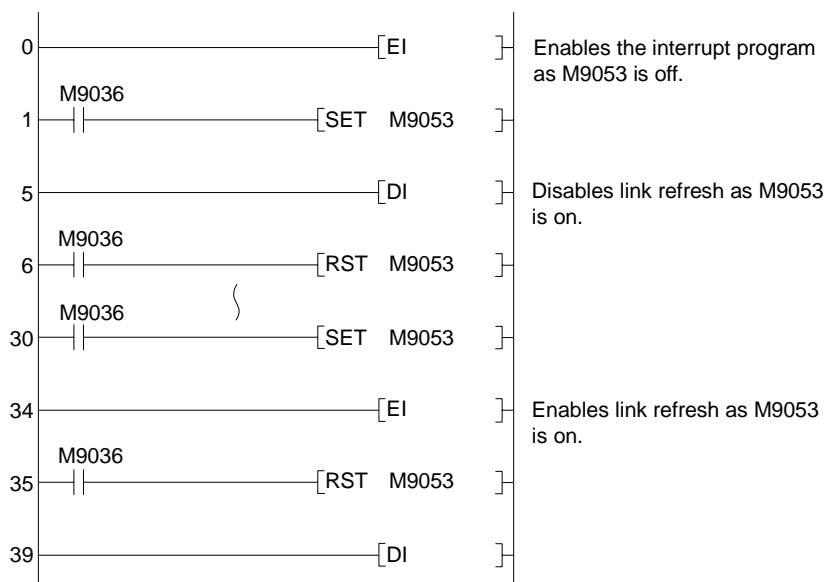 0 [EI ] Enables the interrupt program
as M9053 is off.
M9036
1 [SET M9053 ]
5 [DI ] Disables link refresh as M9053
is on.
M9036
6 [RST M9053 ]
M9036
30 [SET M9053 ]
34 [EI ] Enables link refresh as M9053
is on.
M9036
35 [RST M9053 ]
39 [DI ]